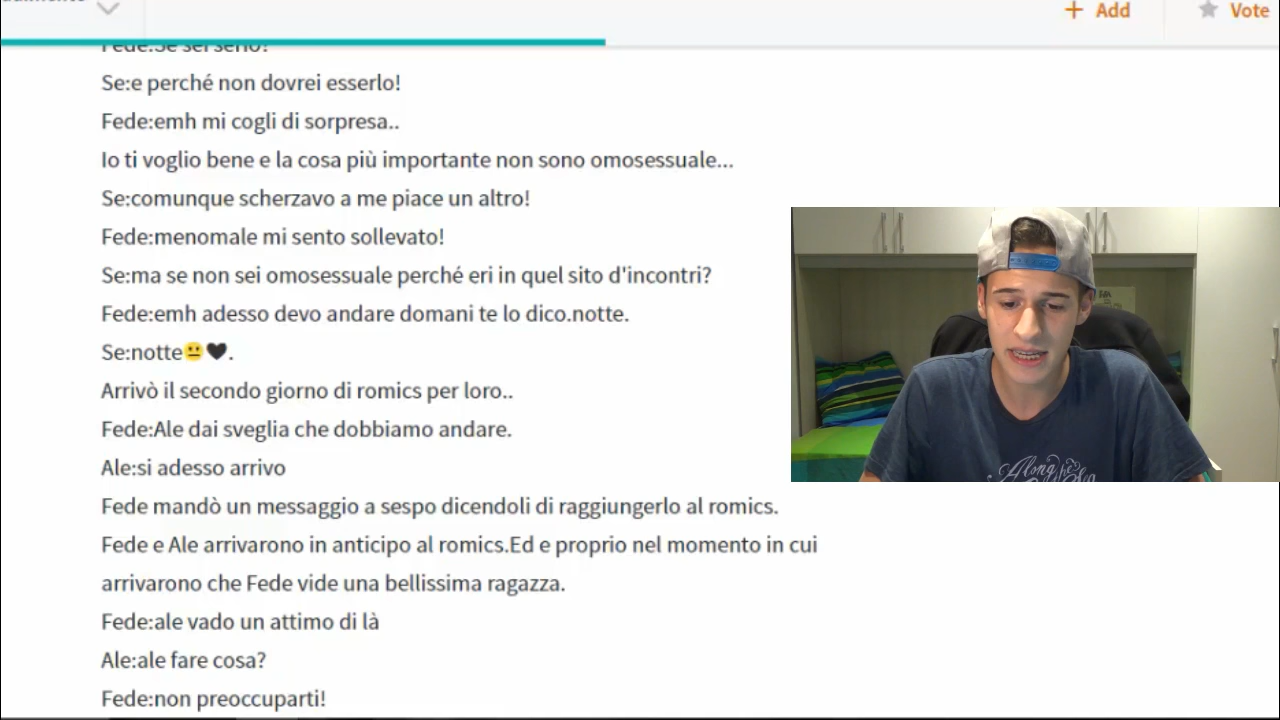 Add
Vote
Fede:Se sei serio!
Se:e perché non dovrei esserlo!
Fede:emh mi cogli di sorpresa..
Io ti voglio bene e la cosa più importante non sono omosessuale...
Se:comunque scherzavo a me piace un altro!
Fede:menomale mi sento sollevato!
Se:ma se non sei omosessuale perché eri in quel sito d'incontri?
Fede:emh adesso devo andare domani te lo dico.notte.
Se:notte😐🖤.
Arrivò il secondo giorno di romics per loro..
Fede:Ale dai sveglia che dobbiamo andare.
Ale:si adesso arrivo
Fede mandò un messaggio a sespo dicendoli di raggiungerlo al romics.
Fede e Ale arrivarono in anticipo al romics.Ed e proprio nel momento in cui
arrivarono che Fede vide una bellissima ragazza.
Fede:ale vado un attimo di là
Ale:ale fare cosa?
Fede:non preoccuparti!
Along the